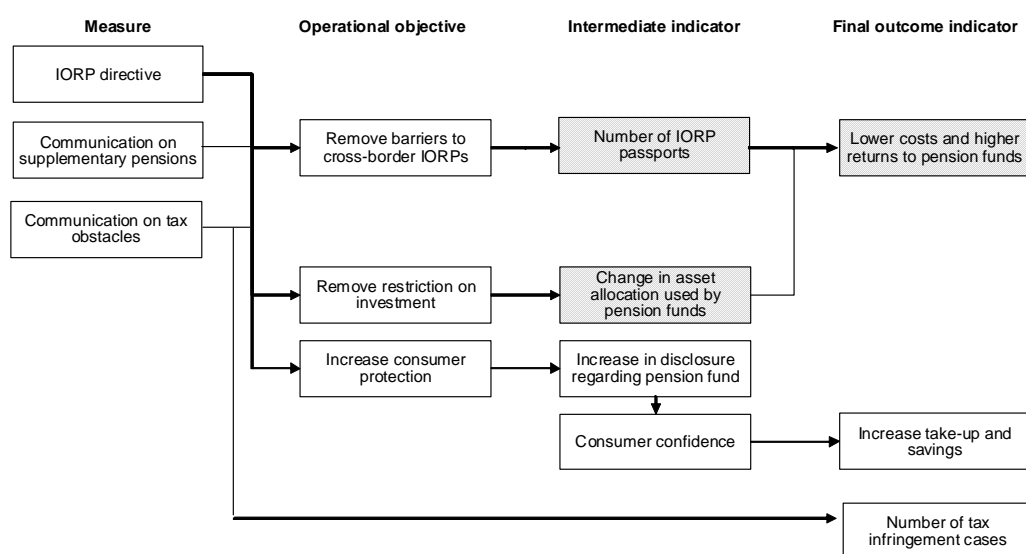 Measure
Operational objective
Intermediate indicator
Final outcome indicator
IORP directive
Communication on
supplementary pensions
Remove barriers to
cross-border IORPs
Number of IORP
passports
Lower costs and higher
returns to pension funds
Communication on tax
obstacles
Remove restriction on
investment
Change in asset
allocation used by
pension funds
Increase consumer
protection
Increase in disclosure
regarding pension fund
Consumer confidence
Increase take-up and
savings
Number of tax
infringement cases